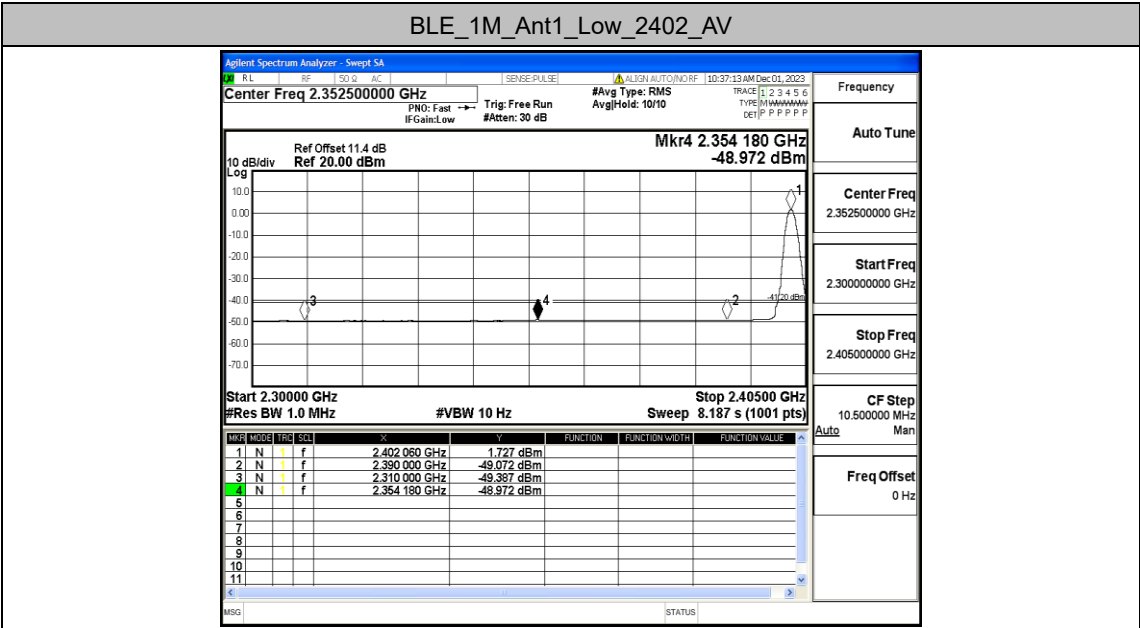 BLE_1M_Ant1_Low_2402_AV
Agilent Spectrum Analyzer - Swept SA
LXI RL RF 50 Ω AC SENSE:PULSE ALIGN AUTO/NO RF 10:37:13 AM Dec 01, 2023
Center Freq 2.352500000 GHz
PNO: Fast
IFGain:Low
Trig: Free Run
#Atten: 30 dB
#Avg Type: RMS
Avg|Hold: 10/10
TRACE 1 2 3 4 5 6
TYPE M WWWWW
DET P P P P P P
Ref Offset 11.4 dB
Ref 20.00 dBm
10 dB/div
Log
Mkr4 2.354 180 GHz
-48.972 dBm
10.0
0.00
-10.0
-20.0
-30.0
-40.0
-50.0
-60.0
-70.0
1
2
3
4
-41.20 dBm
Start 2.30000 GHz
#Res BW 1.0 MHz
#VBW 10 Hz
Stop 2.40500 GHz
Sweep 8.187 s (1001 pts)
MKR MODE TRC SCL X Y FUNCTION FUNCTION WIDTH FUNCTION VALUE
1 N 1 f 2.402 060 GHz 1.727 dBm
2 N 1 f 2.390 000 GHz -49.072 dBm
3 N 1 f 2.310 000 GHz -49.387 dBm
4 N 1 f 2.354 180 GHz -48.972 dBm
5
6
7
8
9
10
11
MSG
STATUS
Frequency
Auto Tune
Center Freq
2.352500000 GHz
Start Freq
2.300000000 GHz
Stop Freq
2.405000000 GHz
CF Step
10.500000 MHz
Auto Man
Freq Offset
0 Hz